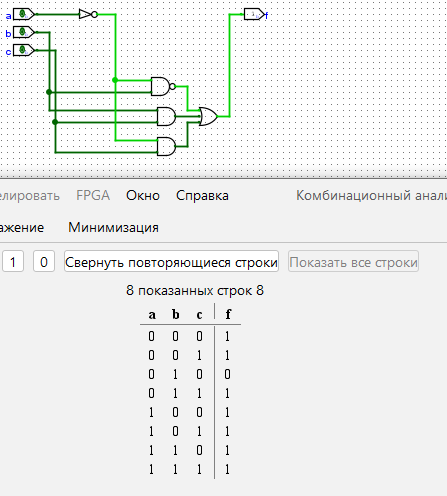 a
b
c
f
елировать FPGA Окно Справка Комбинационный анали
ажение Минимизация
1 0 Свернуть повторяющиеся строки Показать все строки
8 показанных строк 8
a b c f
0 0 0 1
0 0 1 1
0 1 0 0
0 1 1 1
1 0 0 1
1 0 1 1
1 1 0 1
1 1 1 1